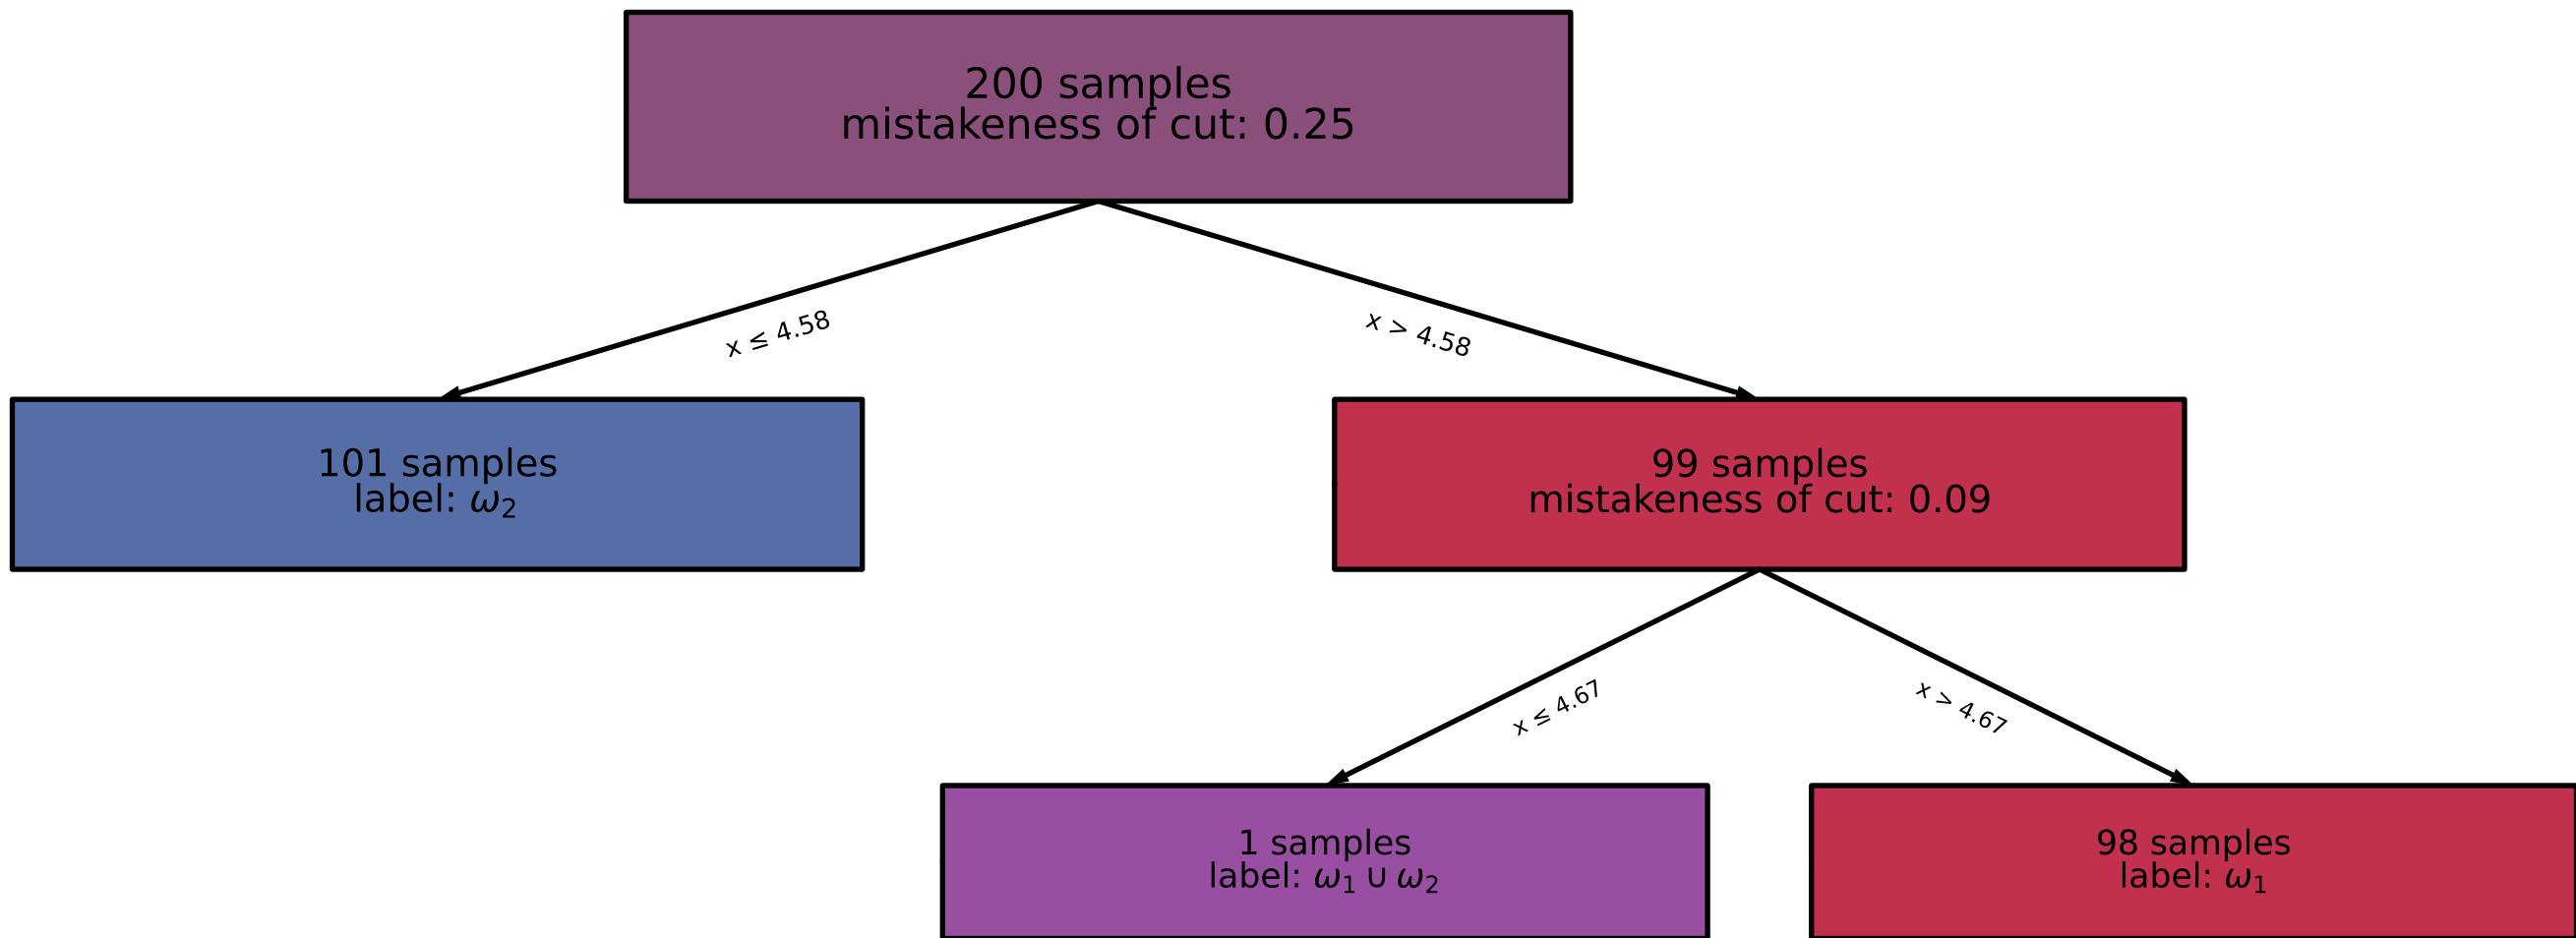 200 samples
mistakeness of cut: 0.25
x ≤ 4.58
x > 4.58
101 samples
label: ω₂
99 samples
mistakeness of cut: 0.09
x ≤ 4.67
x > 4.67
1 samples
label: ω₁ ∪ ω₂
98 samples
label: ω₁